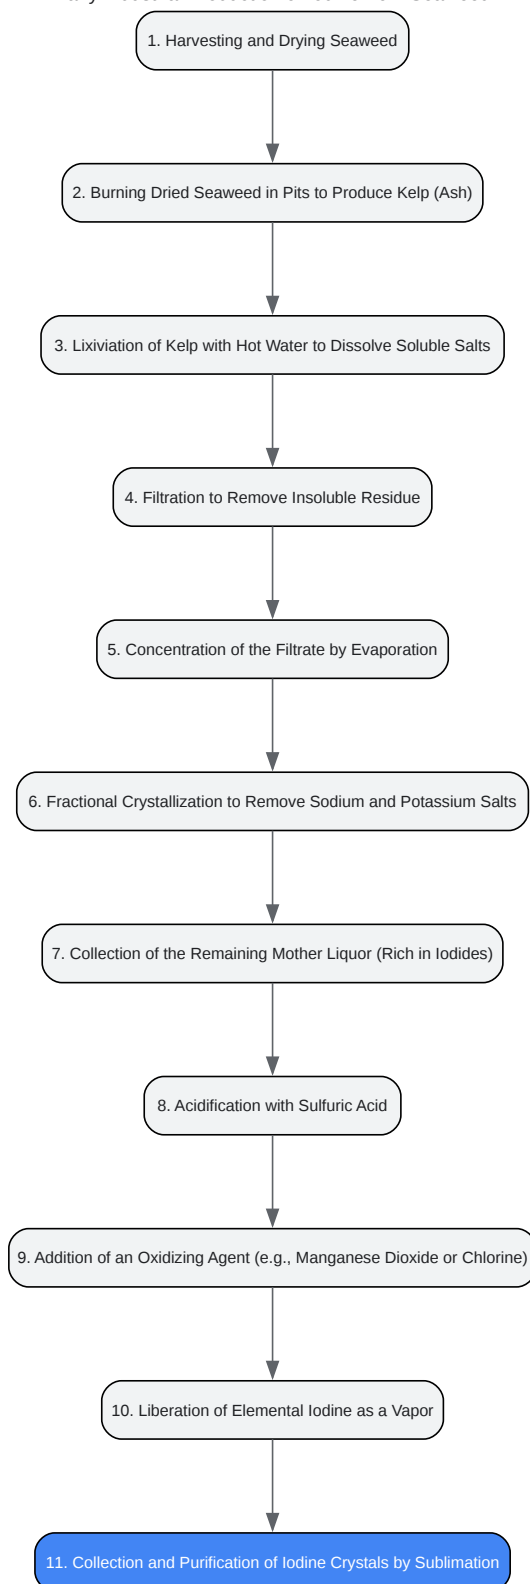 1. Harvesting and Drying Seaweed
2. Burning Dried Seaweed in Pits to Produce Kelp (Ash)
3. Lixiviation of Kelp with Hot Water to Dissolve Soluble Salts
4. Filtration to Remove Insoluble Residue
5. Concentration of the Filtrate by Evaporation
6. Fractional Crystallization to Remove Sodium and Potassium Salts
7. Collection of the Remaining Mother Liquor (Rich in Iodides)
8. Acidification with Sulfuric Acid
9. Addition of an Oxidizing Agent (e.g., Manganese Dioxide or Chlorine)
10. Liberation of Elemental Iodine as a Vapor
11. Collection and Purification of Iodine Crystals by Sublimation